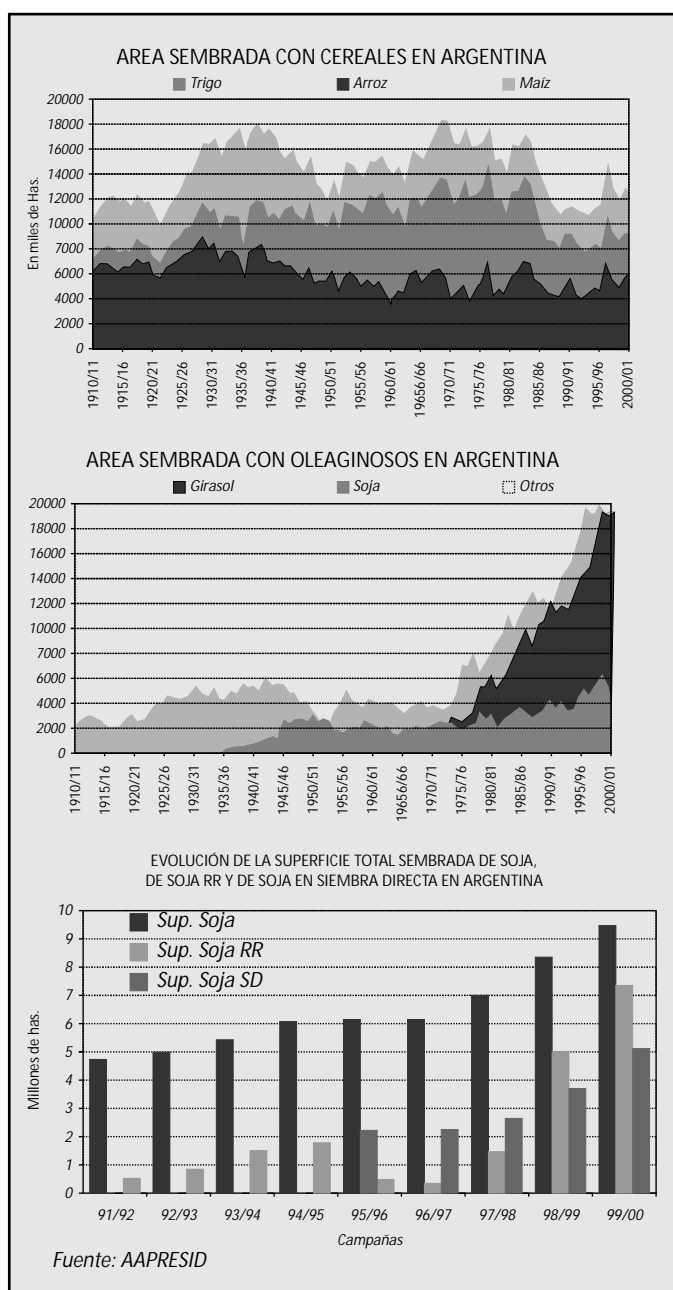 AREA SEMBRADA CON CEREALES EN ARGENTINA
Trigo Arroz Maíz
En miles de Has.
20000
18000
16000
14000
12000
10000
8000
6000
4000
2000
0
1910/11 1915/16 1920/21 1925/26 1930/31 1935/36 1940/41 1945/46 1950/51 1955/56 1960/61 19656/66 1970/71 1975/76 1980/81 1985/86 1990/91 1995/96 2000/01
AREA SEMBRADA CON OLEAGINOSOS EN ARGENTINA
Girasol Soja Otros
20000
18000
16000
14000
12000
10000
8000
6000
4000
2000
0
1910/11 1915/16 1920/21 1925/26 1930/31 1935/36 1940/41 1945/46 1950/51 1955/56 1960/61 19656/66 1970/71 1975/76 1980/81 1985/86 1990/91 1995/96 2000/01
EVOLUCIÓN DE LA SUPERFICIE TOTAL SEMBRADA DE SOJA,
DE SOJA RR Y DE SOJA EN SIEMBRA DIRECTA EN ARGENTINA
Sup. Soja
Sup. Soja RR
Sup. Soja SD
Millones de has.
10
9
8
7
6
5
4
3
2
1
0
91/92 92/93 93/94 94/95 95/96 96/97 97/98 98/99 99/00
Campañas
Fuente: AAPRESID